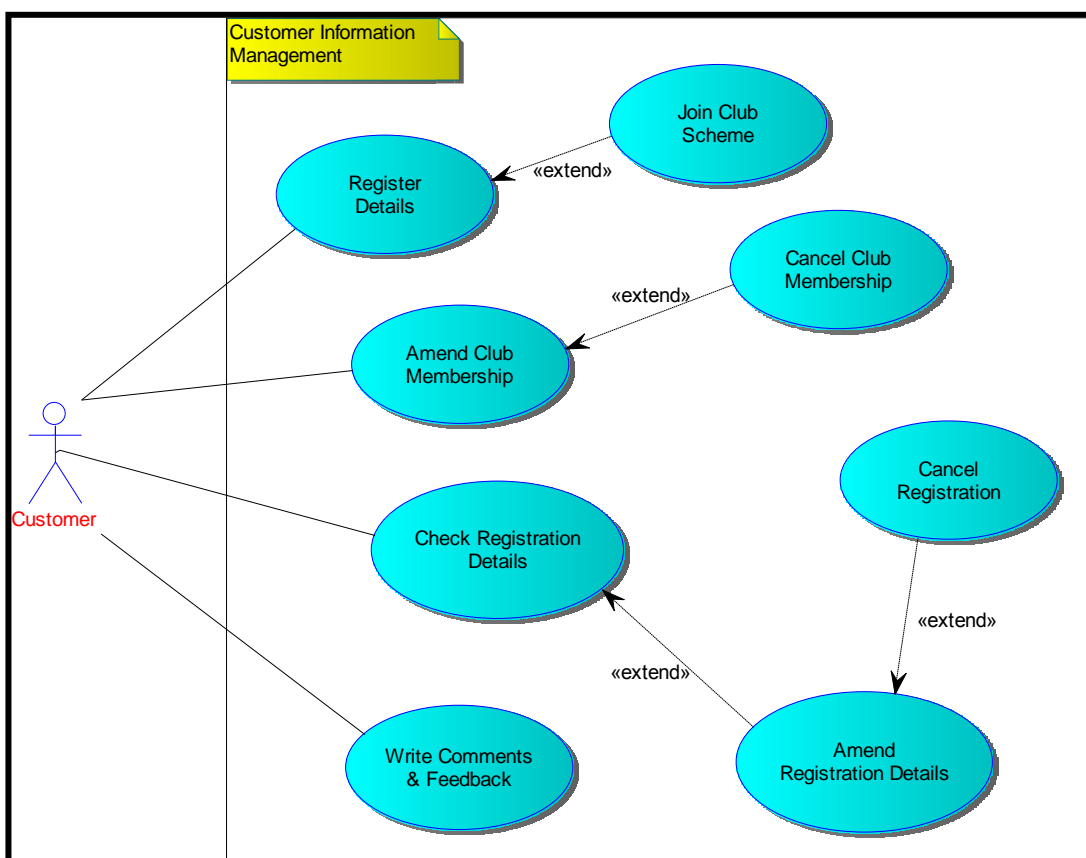 Customer Information
Management
Join Club
Scheme
«extend»
Register
Details
Cancel Club
Membership
«extend»
Amend Club
Membership
Customer
Check Registration
Details
Cancel
Registration
«extend»
«extend»
Write Comments
& Feedback
Amend
Registration Details